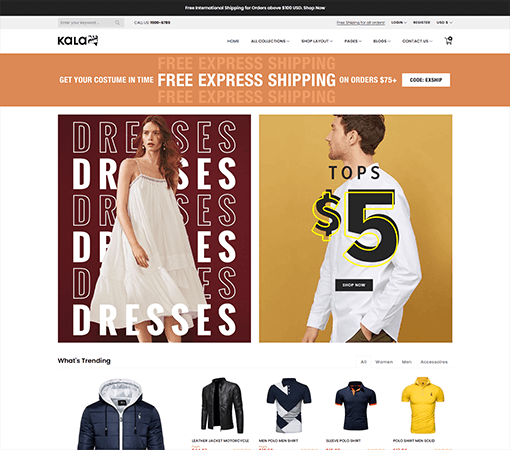 Free International Shipping for Orders above $100 USD. Shop Now
Enter your keyword...
CALL US 1500-6789
Free Shipping for all orders!
LOGIN
REGISTER
USD $
KALA
HOME
ALL COLLECTIONS
SHOP LAYOUT
PAGES
BLOGS
CONTACT US
0
FREE EXPRESS SHIPPING
GET YOUR COSTUME IN TIME FREE EXPRESS SHIPPING ON ORDERS $75+ CODE: EXSHIP
FREE EXPRESS SHIPPING
DRESSES
DRESSES
DRESSES
DRESSES
DRESSES
DRESSES
TOPS
$5
SHOP NOW
What's Trending
All
Women
Men
Accessories
LEATHER JACKET MOTORCYCLE
MEN POLO MEN SHIRT
SLEEVE POLO SHIRT
POLO SHIRT MEN SOLID